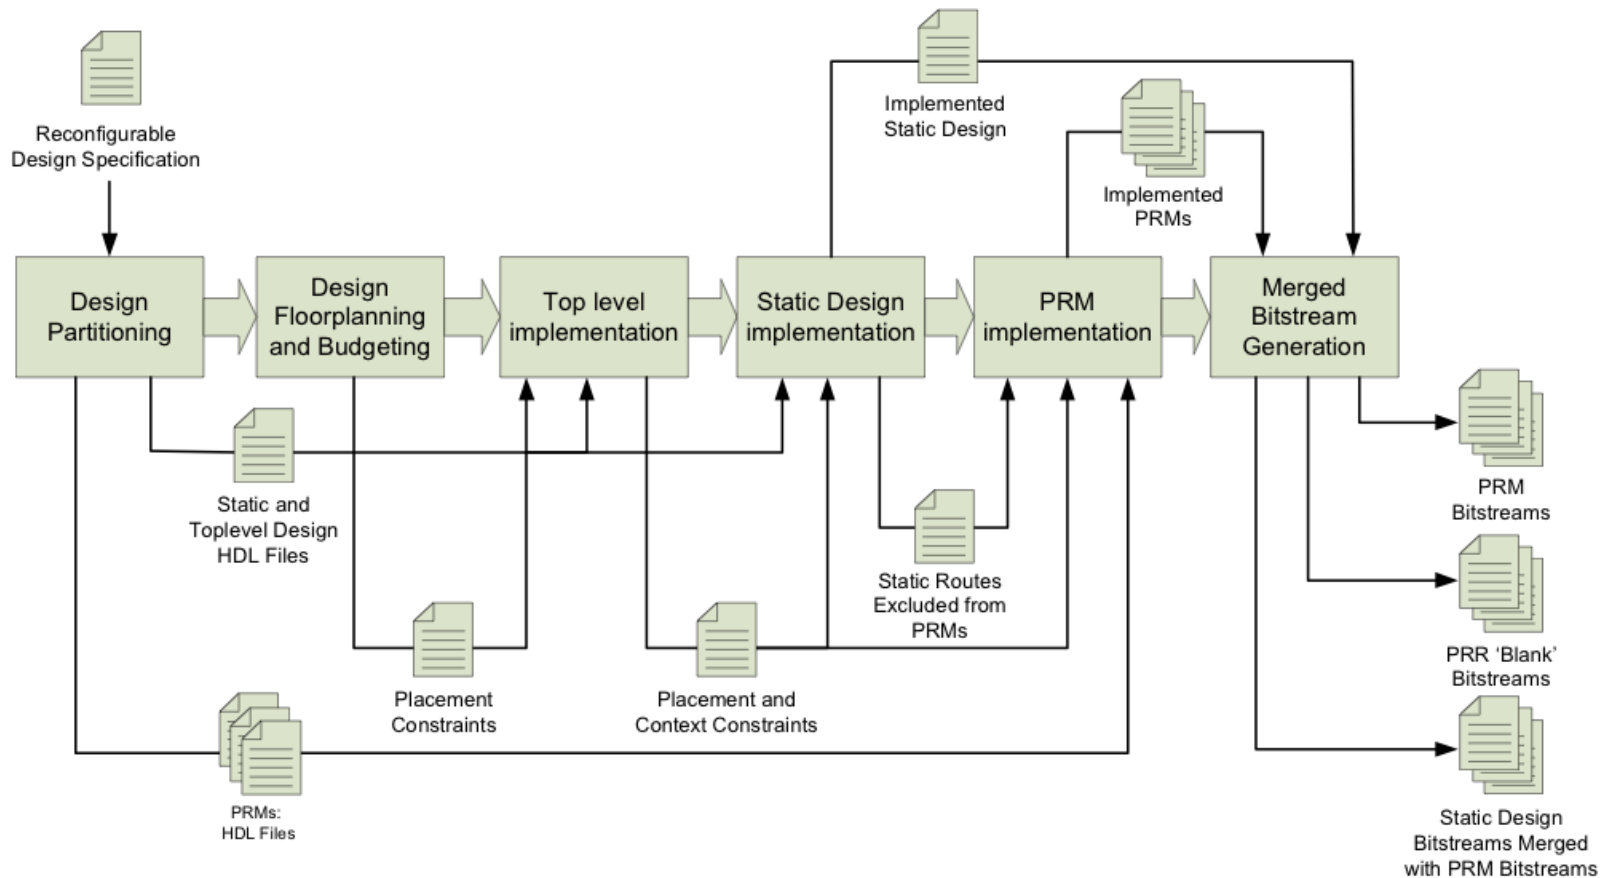 Reconfigurable
Design Specification
Implemented
Static Design
Implemented
PRMs
Design
Partitioning
Design
Floorplanning
and Budgeting
Top level
implementation
Static Design
implementation
PRM
implementation
Merged
Bitstream
Generation
Static and
Toplevel Design
HDL Files
Placement
Constraints
Placement and
Context Constraints
Static Routes
Excluded from
PRMs
PRMs:
HDL Files
PRM
Bitstreams
PRR ‘Blank’
Bitstreams
Static Design
Bitstreams Merged
with PRM Bitstreams